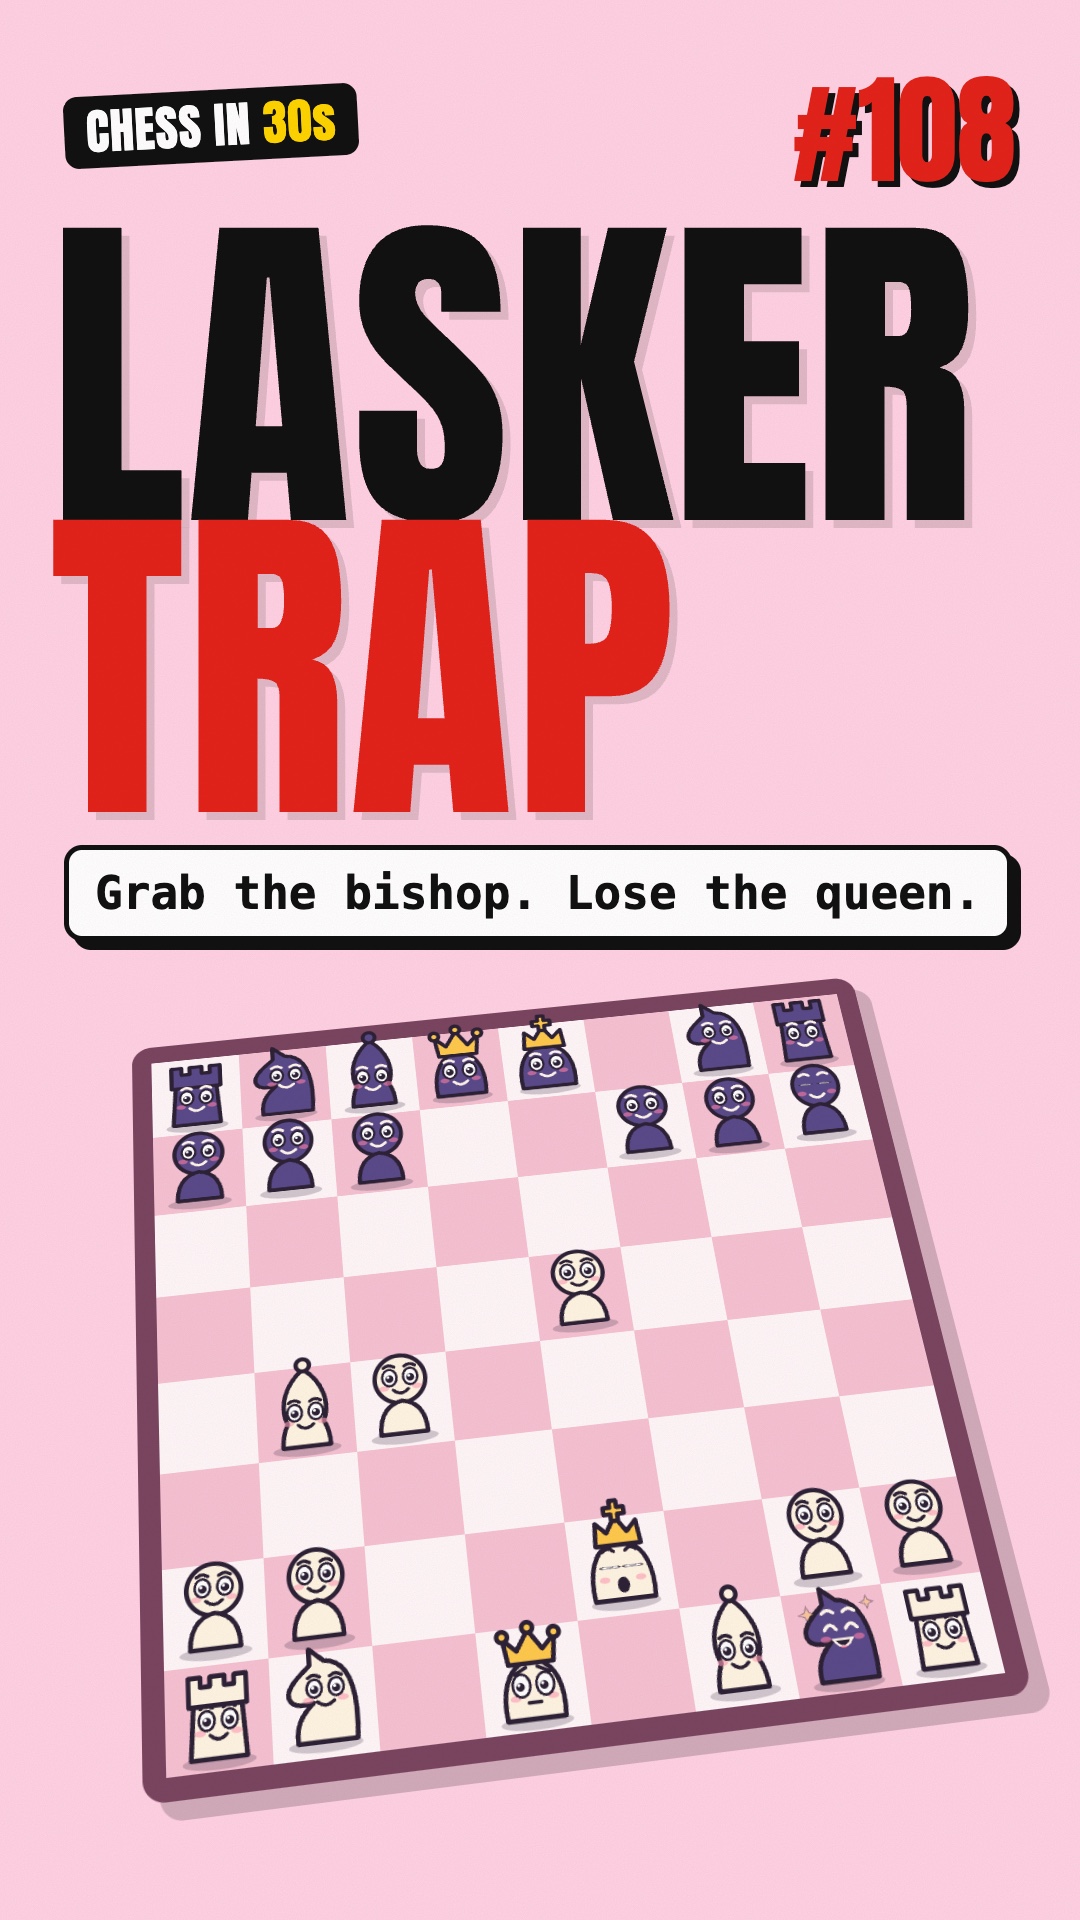 CHESS IN 30s
#108
LASKER
TRAP
Grab the bishop. Lose the queen.